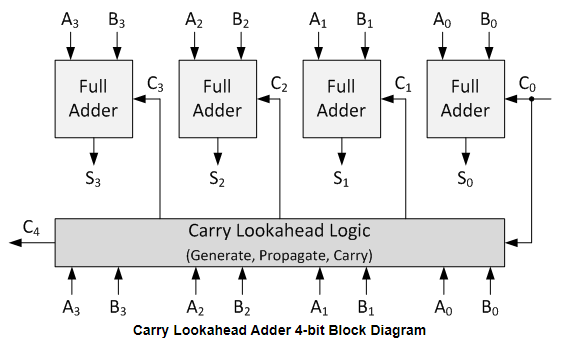 A₃ B₃ A₂ B₂ A₁ B₁ A₀ B₀
Full Adder C₃ Full Adder C₂ Full Adder C₁ Full Adder C₀
S₃ S₂ S₁ S₀
C₄ Carry Lookahead Logic
(Generate, Propagate, Carry)
A₃ B₃ A₂ B₂ A₁ B₁ A₀ B₀
Carry Lookahead Adder 4-bit Block Diagram